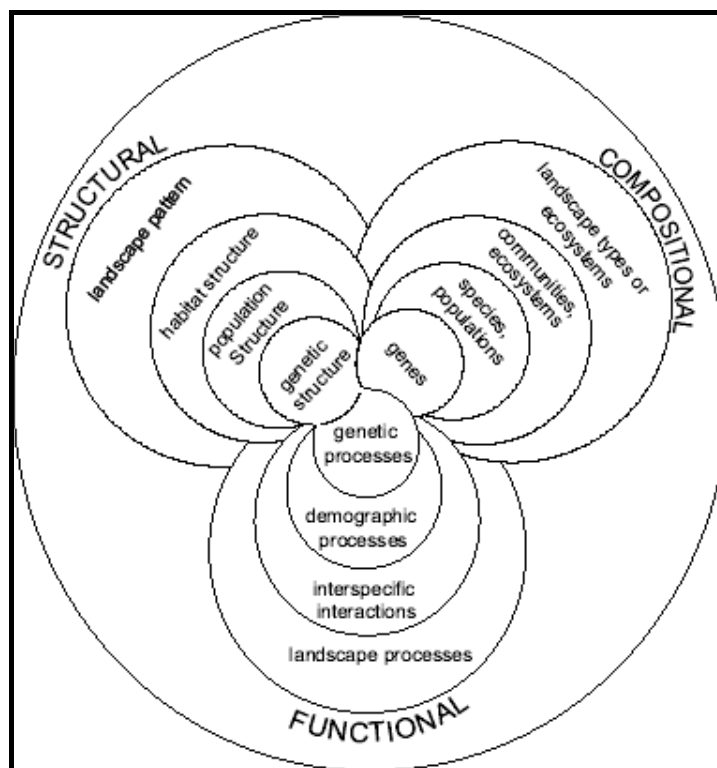 STRUCTURAL
landscape pattern
habitat structure
population
Structure
genetic
structure
COMPOSITIONAL
landscape types or
ecosystems
communities,
ecosystems
species,
populations
genes
genetic
processes
demographic
processes
interspecific
interactions
landscape processes
FUNCTIONAL